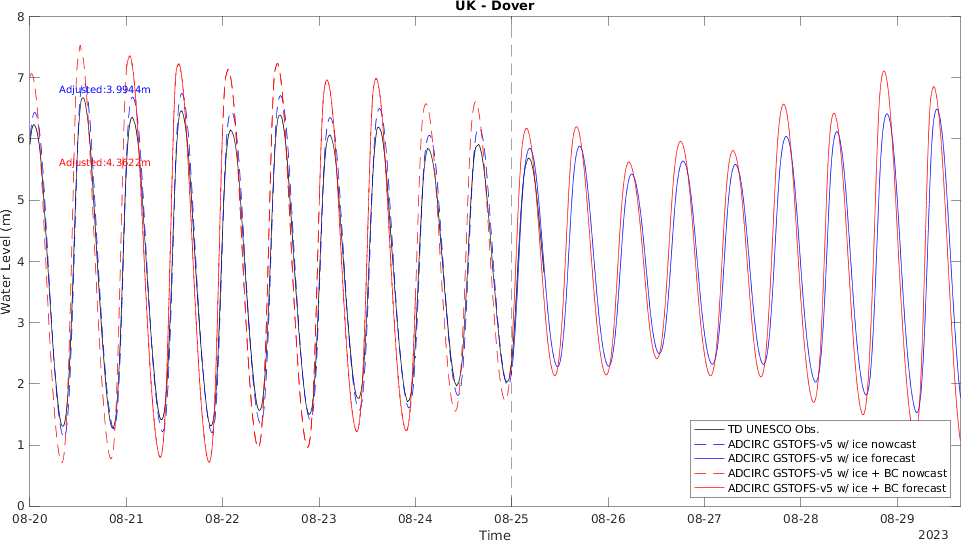 UK - Dover
8
7
6
5
4
3
2
1
0
Water Level (m)
Adjusted:3.9944m
Adjusted:4.3622m
TD UNESCO Obs.
ADCIRC GSTOFS-v5 w/ ice nowcast
ADCIRC GSTOFS-v5 w/ ice forecast
ADCIRC GSTOFS-v5 w/ ice + BC nowcast
ADCIRC GSTOFS-v5 w/ ice + BC forecast
08-20 08-21 08-22 08-23 08-24 08-25 08-26 08-27 08-28 08-29
Time
2023